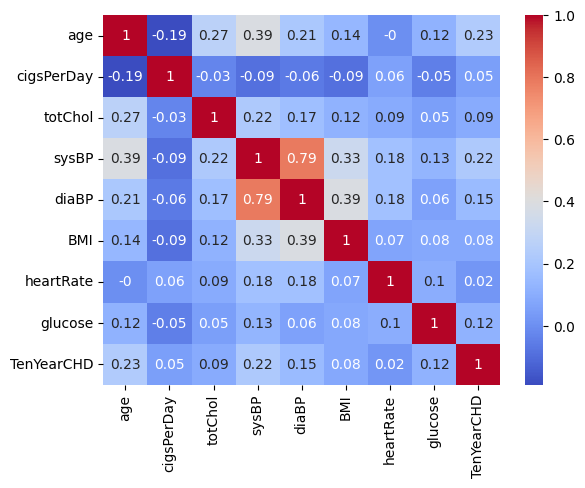 age 1 -0.19 0.27 0.39 0.21 0.14 -0 0.12 0.23
cigsPerDay -0.19 1 -0.03 -0.09 -0.06 -0.09 0.06 -0.05 0.05
totChol 0.27 -0.03 1 0.22 0.17 0.12 0.09 0.05 0.09
sysBP 0.39 -0.09 0.22 1 0.79 0.33 0.18 0.13 0.22
diaBP 0.21 -0.06 0.17 0.79 1 0.39 0.18 0.06 0.15
BMI 0.14 -0.09 0.12 0.33 0.39 1 0.07 0.08 0.08
heartRate -0 0.06 0.09 0.18 0.18 0.07 1 0.1 0.02
glucose 0.12 -0.05 0.05 0.13 0.06 0.08 0.1 1 0.12
TenYearCHD 0.23 0.05 0.09 0.22 0.15 0.08 0.02 0.12 1
age
cigsPerDay
totChol
sysBP
diaBP
BMI
heartRate
glucose
TenYearCHD
1.0
0.8
0.6
0.4
0.2
0.0